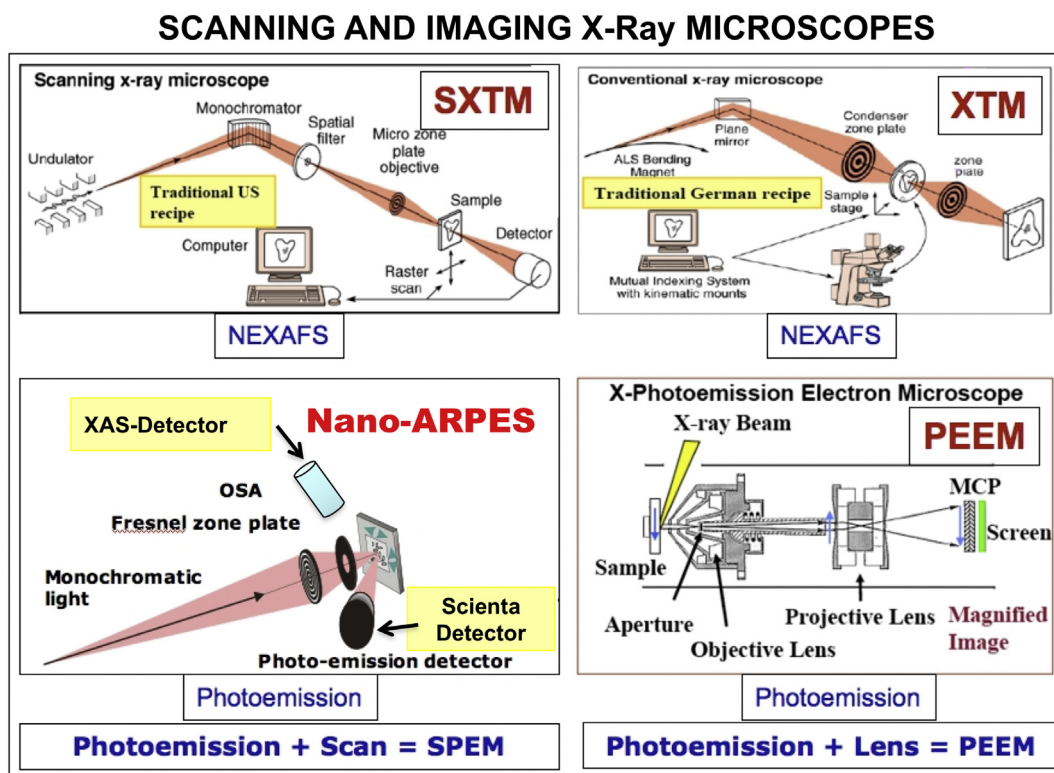 SCANNING AND IMAGING X-Ray MICROSCOPES
Scanning x-ray microscope
SXTM
Monochromator
Spatial
filter
Micro zone
plate
objective
Undulator
Traditional US
recipe
Sample
Detector
Computer
Raster
scan
NEXAFS
Conventional x-ray microscope
XTM
Plane
mirror
Condenser
zone plate
ALS Bending
Magnet
zone
plate
Traditional German recipe
Sample
stage
Mutual Indexing System
with kinematic mounts
NEXAFS
XAS-Detector
Nano-ARPES
OSA
Fresnel zone plate
Monochromatic
light
Scienta
Detector
Photo-emission detector
Photoemission
Photoemission + Scan = SPEM
X-Photoemission Electron Microscope
X-ray Beam
PEEM
MCP
Screen
Sample
Aperture
Objective Lens
Projective Lens
Magnified
Image
Photoemission
Photoemission + Lens = PEEM